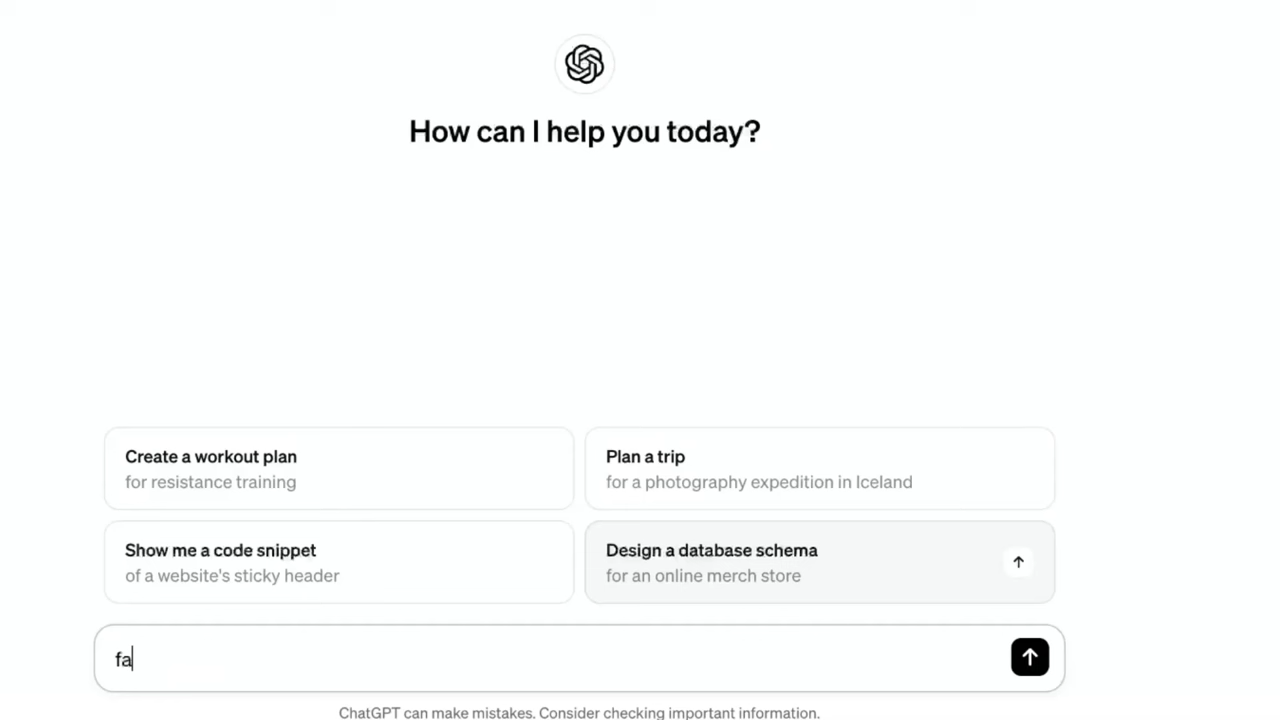 How can I help you today?
Create a workout plan
for resistance training
Plan a trip
for a photography expedition in Iceland
Show me a code snippet
of a website's sticky header
Design a database schema
for an online merch store
fa
ChatGPT can make mistakes. Consider checking important information.